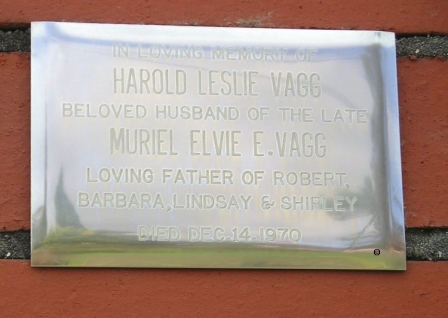 IN LOVING MEMORY OF
HAROLD LESLIE VAGG
BELOVED HUSBAND OF THE LATE
MURIEL ELVIE E. VAGG
LOVING FATHER OF ROBERT,
BARBARA, LINDSAY & SHIRLEY
DIED DEC. 14. 1970